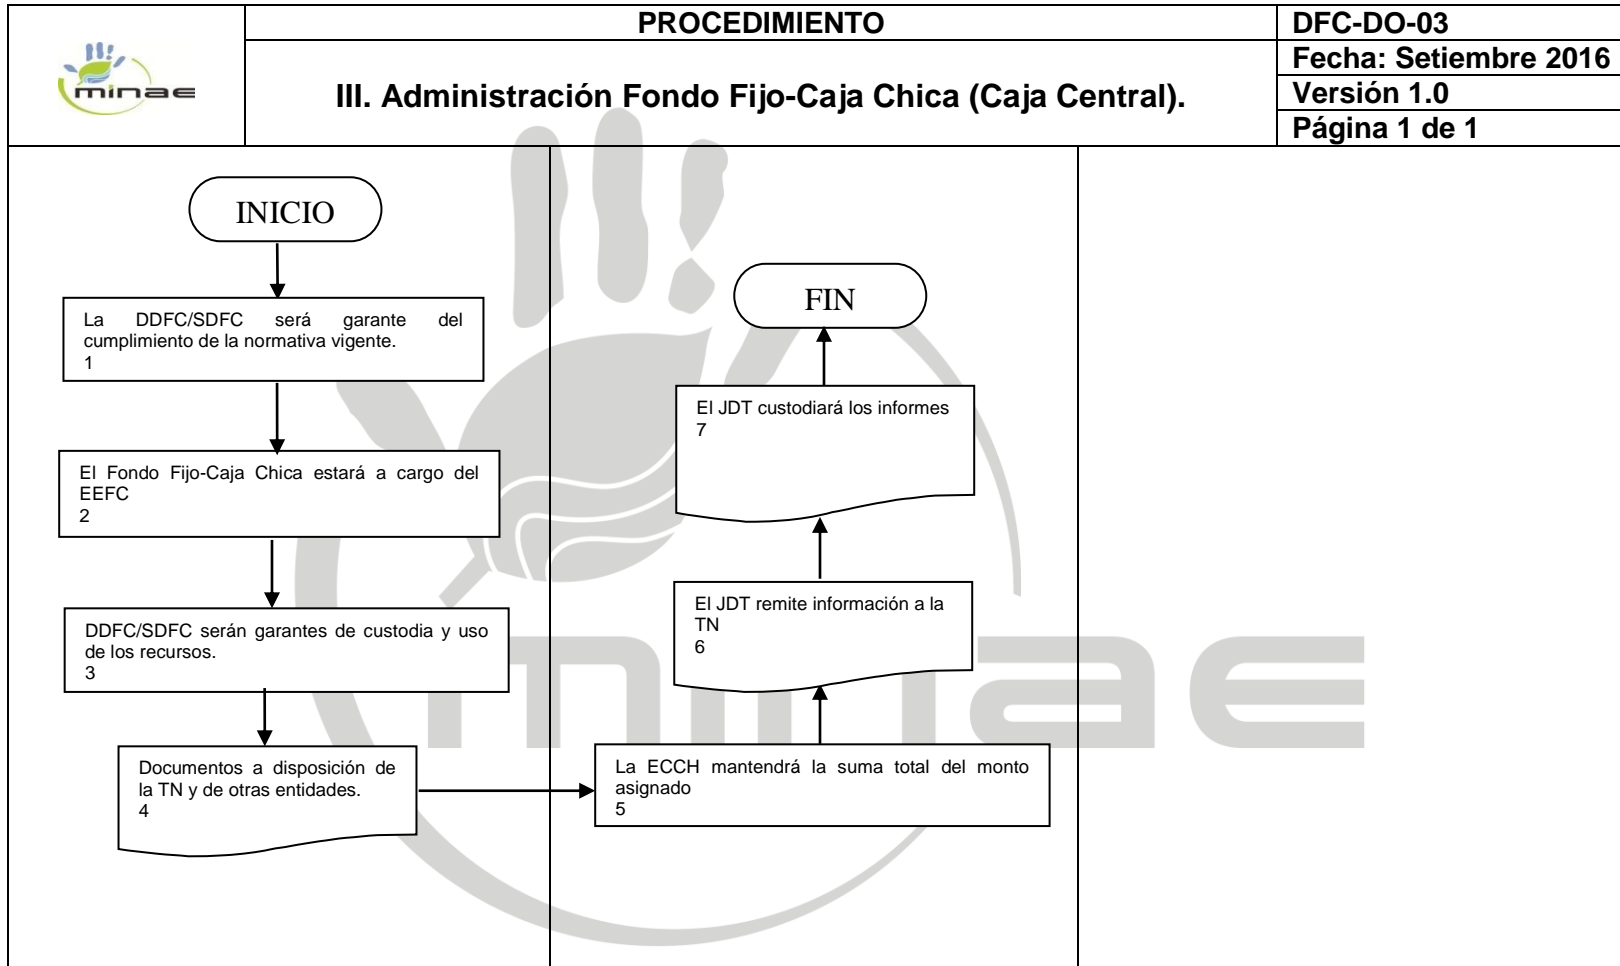 minae
PROCEDIMIENTO
III. Administración Fondo Fijo-Caja Chica (Caja Central).
DFC-DO-03
Fecha: Setiembre 2016
Versión 1.0
Página 1 de 1
INICIO
La DDFC/SDFC será garante del
cumplimiento de la normativa vigente.
1
El Fondo Fijo-Caja Chica estará a cargo del
EEFC
2
DDFC/SDFC serán garantes de custodia y uso
de los recursos.
3
Documentos a disposición de
la TN y de otras entidades.
4
La ECCH mantendrá la suma total del monto
asignado
5
El JDT remite información a la
TN
6
El JDT custodiará los informes
7
FIN
minae